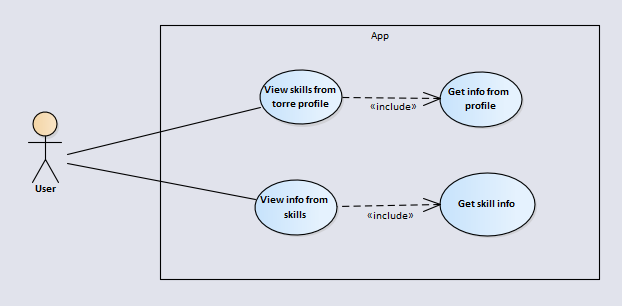 App
View skills from
torre profile
«include»
Get info from
profile
User
View info from
skills
«include»
Get skill info